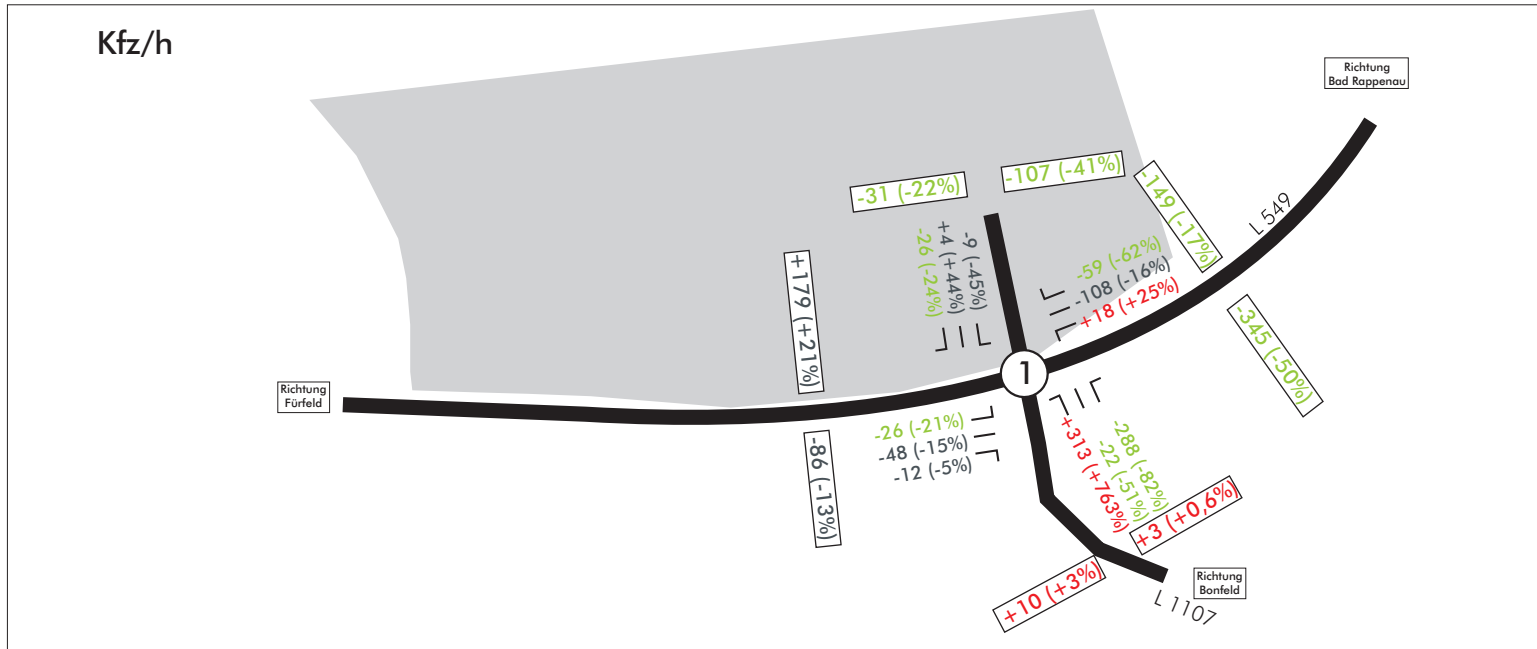 Kfz/h
Richtung
Bad Rappenau
-31 (-22%)
-107 (-41%)
-149 (-17%)
L 549
-26 (-24%)
+4 (+44%)
-9 (-45%)
-59 (-62%)
-108 (-16%)
+18 (+25%)
+179 (+21%)
-345 (-50%)
1
Richtung
Fürfeld
-26 (-21%)
-48 (-15%)
-12 (-5%)
-86 (-13%)
+313 (+763%)
-22 (-51%)
-288 (-82%)
+3 (+0,6%)
+10 (+3%)
Richtung
Bonfeld
L 1107